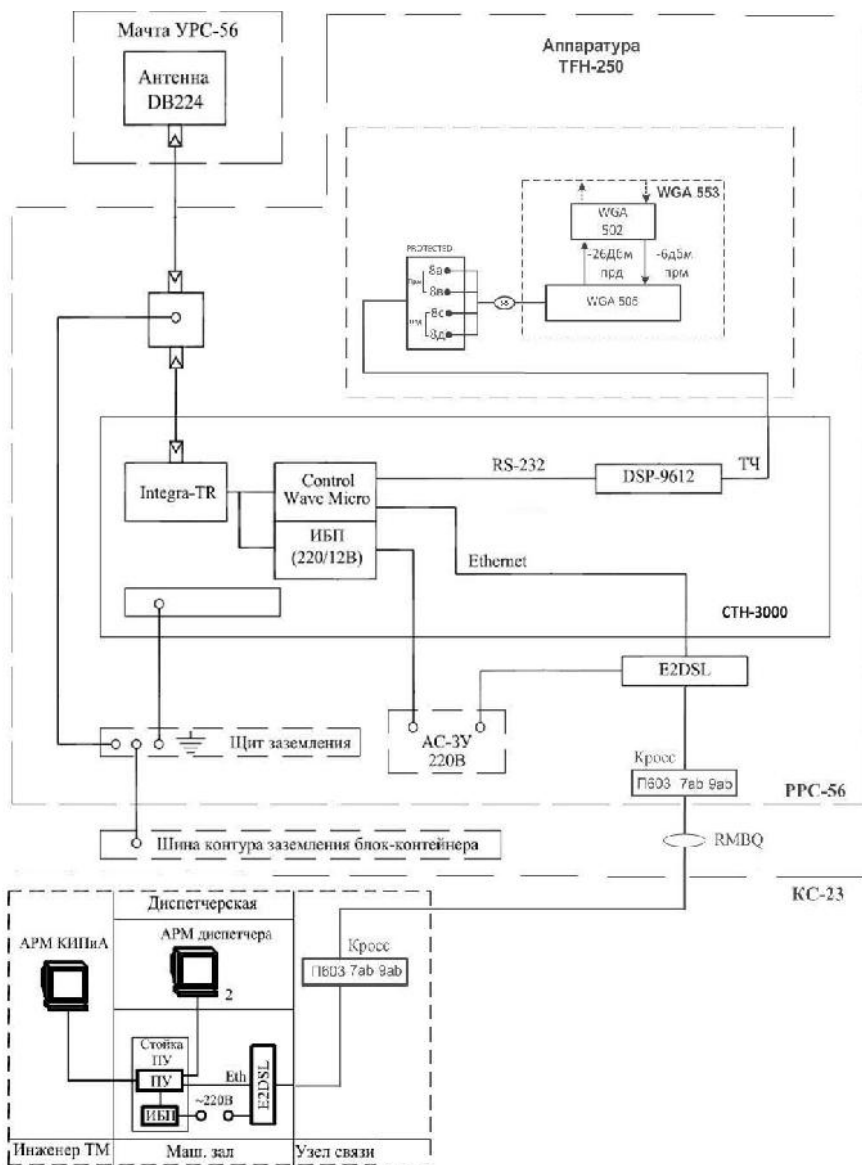 Мачта УРС-56
Антенна
DB224
Аппаратура
TFH-250
WGA 553
WGA
502
-26Дбм
прд
-6дбм
прм
WGA 505
PROTECTED
8а
8в
8с
8д
RS-232
DSP-9612
ТЧ
Integra-TR
Control
Wave Micro
ИБП
(220/12В)
Ethernet
СТН-3000
E2DSL
АС-ЗУ
220В
Щит заземления
Кросс
П603 7ab 9ab
РРС-56
Шина контура заземления блок-контейнера
RMBQ
КС-23
Диспетчерская
АРМ КИПиА
АРМ диспетчера
2
Кросс
П603 7ab 9ab
Стойка
ПУ
ПУ
Eth
E2DSL
~220В
ИБП
Инженер ТМ
Маш. зал
Узел связи